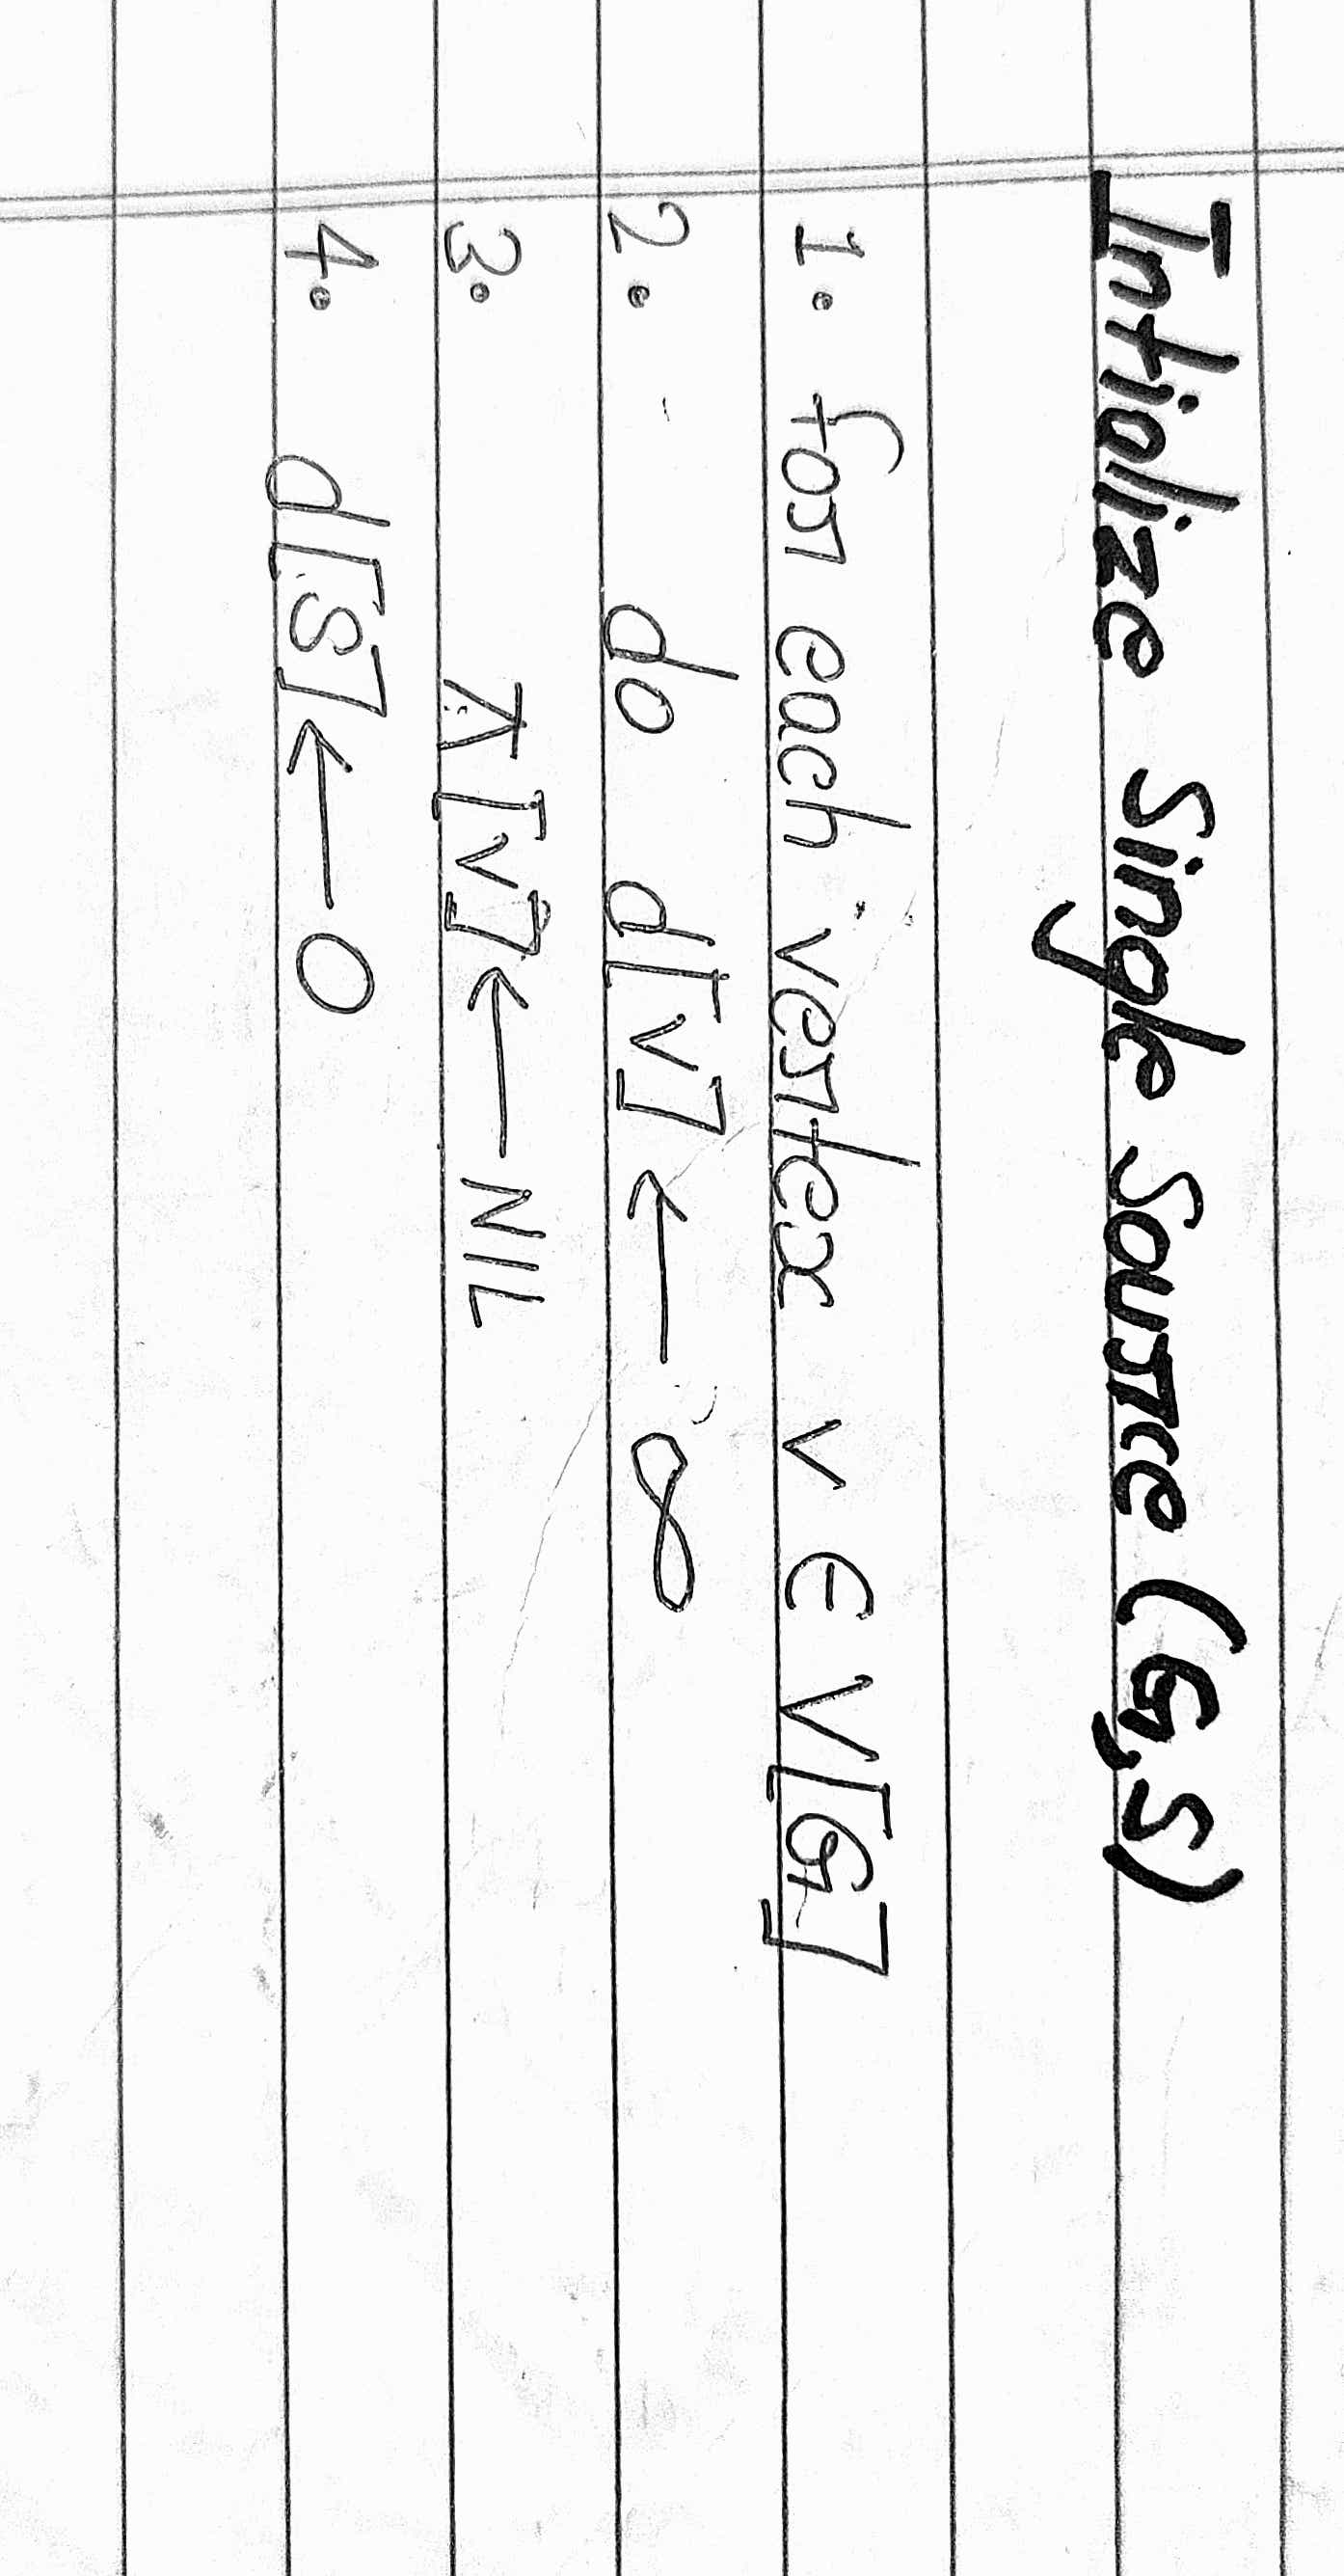 Intialize Single Source (G,S)
1. for each vertex v ∈ V[G]
2. do d[v] ← ∞
3. π[v] ← NIL
4. d[S] ← 0